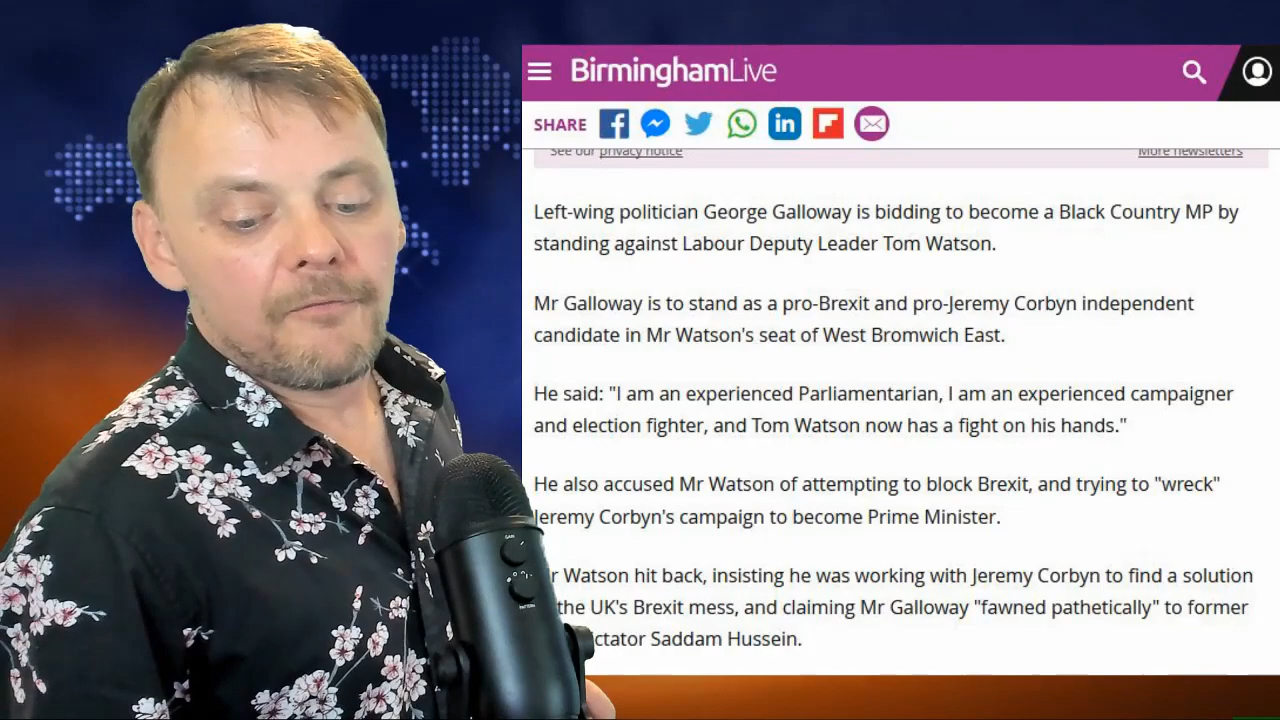 BirminghamLive
SHARE
See our privacy notice More newsletters
Left-wing politician George Galloway is bidding to become a Black Country MP by
standing against Labour Deputy Leader Tom Watson.
Mr Galloway is to stand as a pro-Brexit and pro-Jeremy Corbyn independent
candidate in Mr Watson's seat of West Bromwich East.
He said: "I am an experienced Parliamentarian, I am an experienced campaigner
and election fighter, and Tom Watson now has a fight on his hands."
He also accused Mr Watson of attempting to block Brexit, and trying to "wreck"
Jeremy Corbyn's campaign to become Prime Minister.
r Watson hit back, insisting he was working with Jeremy Corbyn to find a solution
the UK's Brexit mess, and claiming Mr Galloway "fawned pathetically" to former
ctator Saddam Hussein.
GAIN
PATTERN